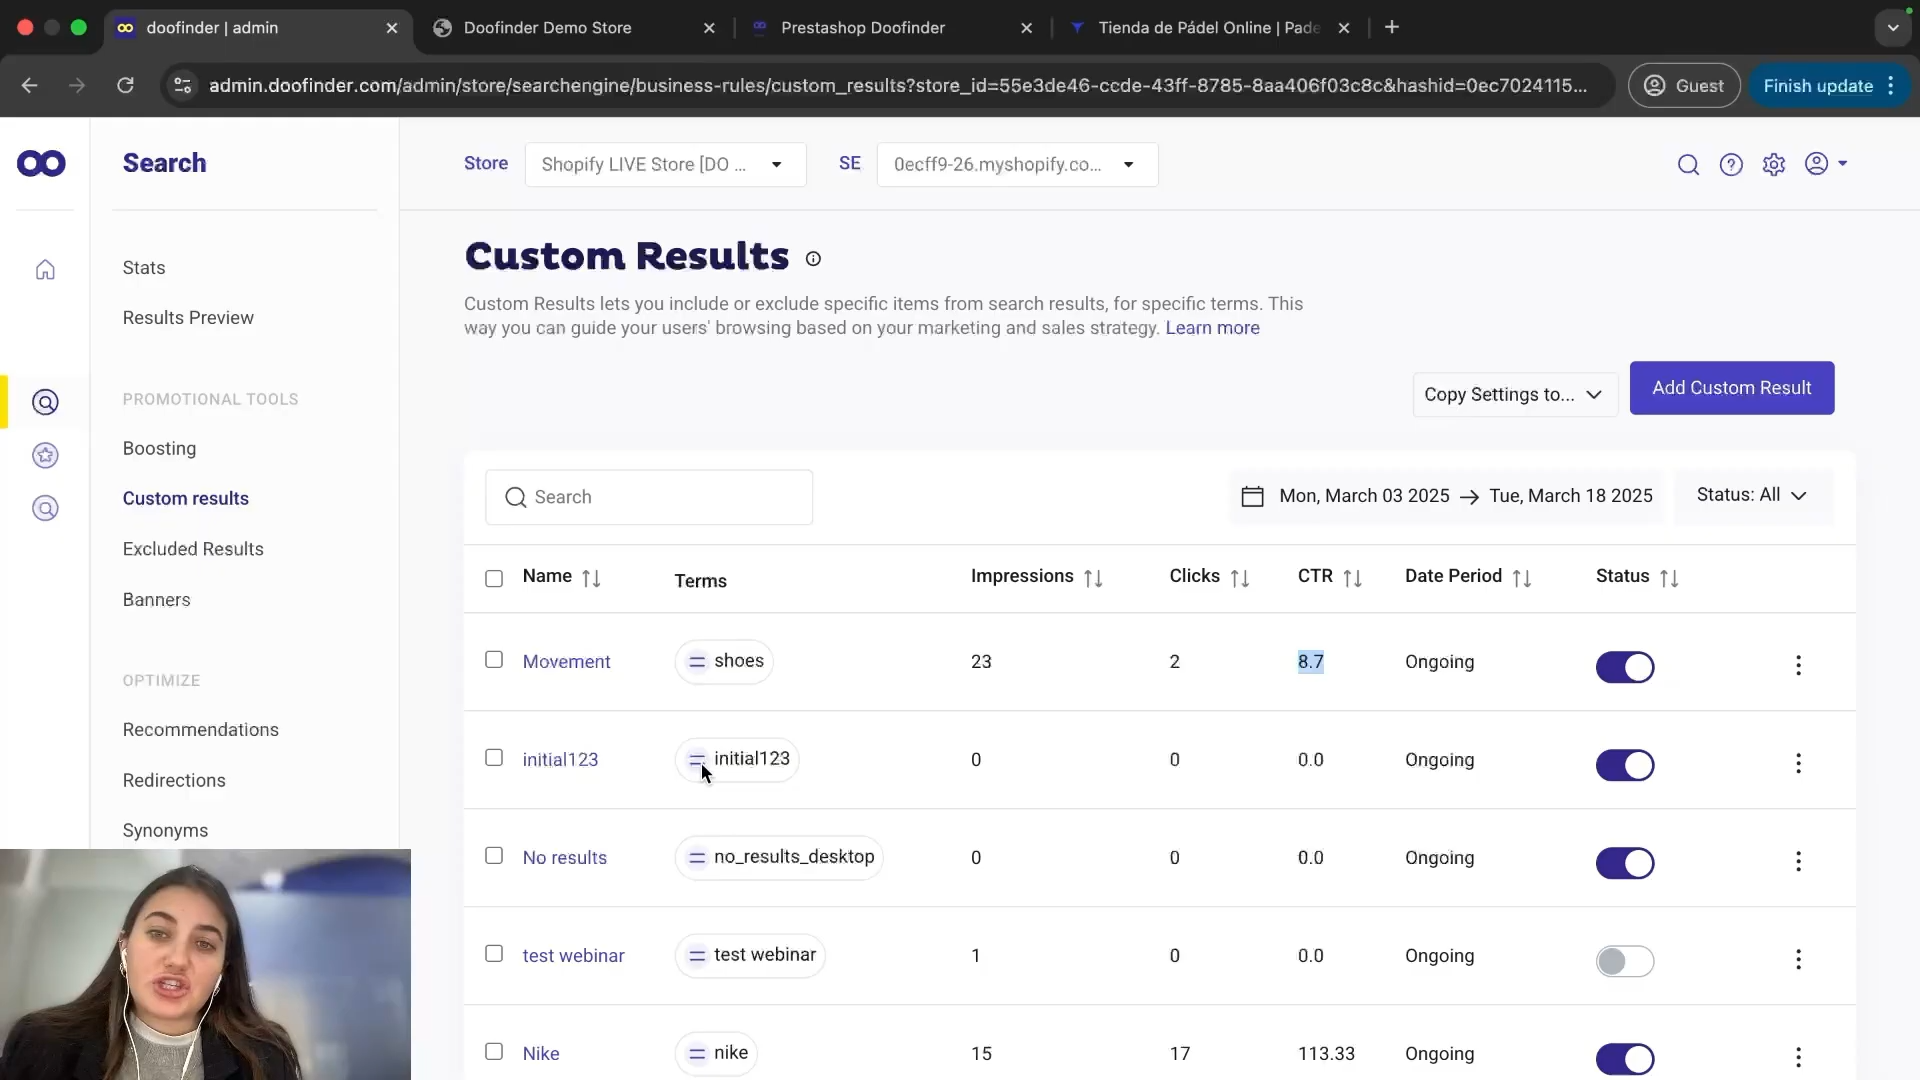 doofinder | admin
Doofinder Demo Store
Prestashop Doofinder
Tienda de Pádel Online | Pade
admin.doofinder.com/admin/store/searchengine/business-rules/custom_results?store_id=55e3de46-ccde-43ff-8785-8aa406f03c8c&hashid=0ec7024115...
Guest
Finish update
Search
Store
Shopify LIVE Store [DO ...
SE
0ecff9-26.myshopify.co...
Stats
Results Preview
PROMOTIONAL TOOLS
Boosting
Custom results
Excluded Results
Banners
OPTIMIZE
Recommendations
Redirections
Synonyms
Custom Results
Custom Results lets you include or exclude specific items from search results, for specific terms. This
way you can guide your users' browsing based on your marketing and sales strategy. Learn more
Copy Settings to...
Add Custom Result
Search
Mon, March 03 2025 → Tue, March 18 2025
Status: All
Name Terms Impressions Clicks CTR Date Period Status
Movement = shoes 23 2 8.7 Ongoing
initial123 = initial123 0 0 0.0 Ongoing
No results = no_results_desktop 0 0 0.0 Ongoing
test webinar = test webinar 1 0 0.0 Ongoing
Nike = nike 15 17 113.33 Ongoing